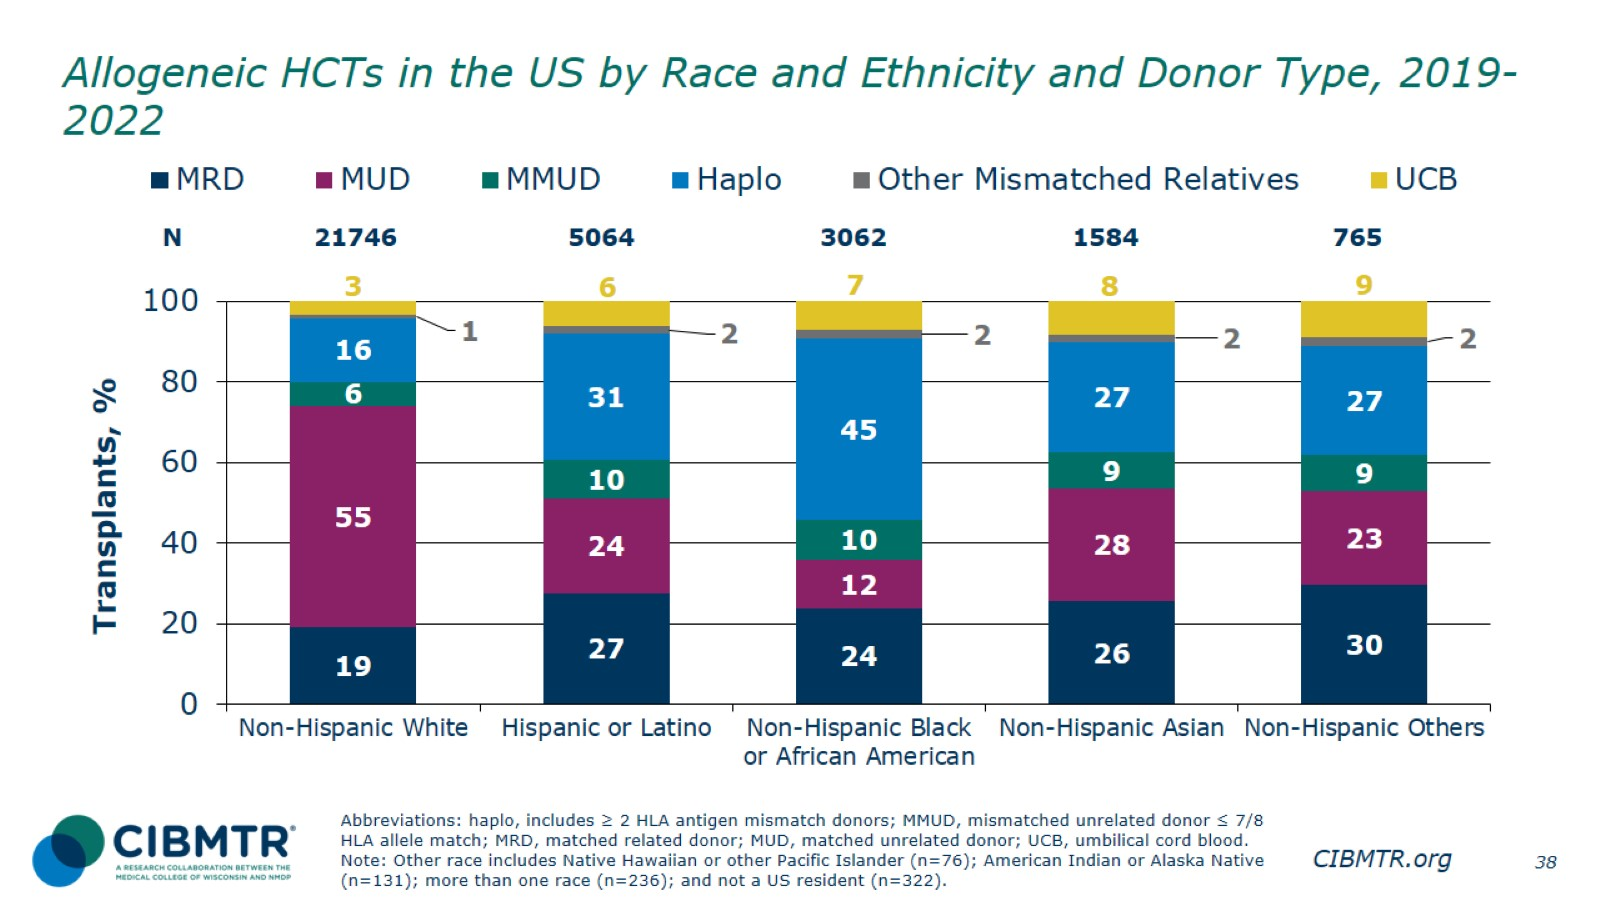 Allogeneic HCTs in the US by Race and Ethnicity and Donor Type, 2019-
2022
MRD MUD MMUD Haplo Other Mismatched Relatives UCB
N 21746 5064 3062 1584 765
3 6 7 8 9
100
80
60
40
20
0
Transplants, %
1 2 2 2 2
16 31 45 27 27
6 10 10 9 9
55 24 12 28 23
19 27 24 26 30
Non-Hispanic White Hispanic or Latino Non-Hispanic Black Non-Hispanic Asian Non-Hispanic Others
or African American
CIBMTR®
A RESEARCH COLLABORATION BETWEEN THE
MEDICAL COLLEGE OF WISCONSIN AND NMDP
Abbreviations: haplo, includes ≥ 2 HLA antigen mismatch donors; MMUD, mismatched unrelated donor ≤ 7/8
HLA allele match; MRD, matched related donor; MUD, matched unrelated donor; UCB, umbilical cord blood.
Note: Other race includes Native Hawaiian or other Pacific Islander (n=76); American Indian or Alaska Native
(n=131); more than one race (n=236); and not a US resident (n=322).
CIBMTR.org
38